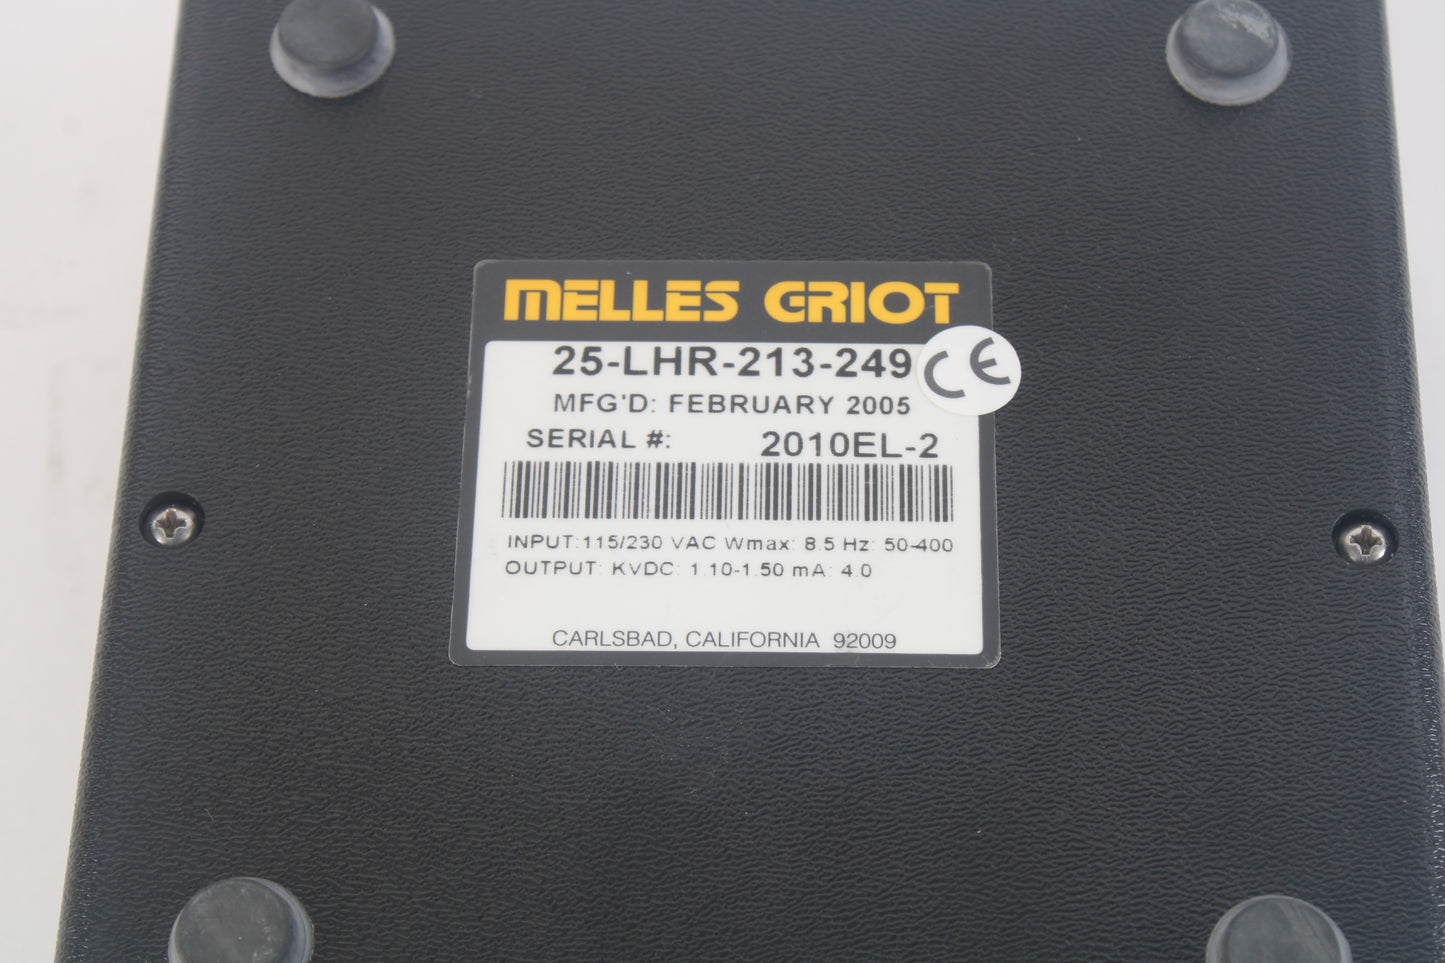 MELLES GRIOT
25-LHR-213-249
CE
MFG'D: FEBRUARY 2005
SERIAL #: 2010EL-2
INPUT:115/230 VAC Wmax: 8.5 Hz: 50-400
OUTPUT: KVDC: 1.10-1.50 mA: 4.0
CARLSBAD, CALIFORNIA 92009